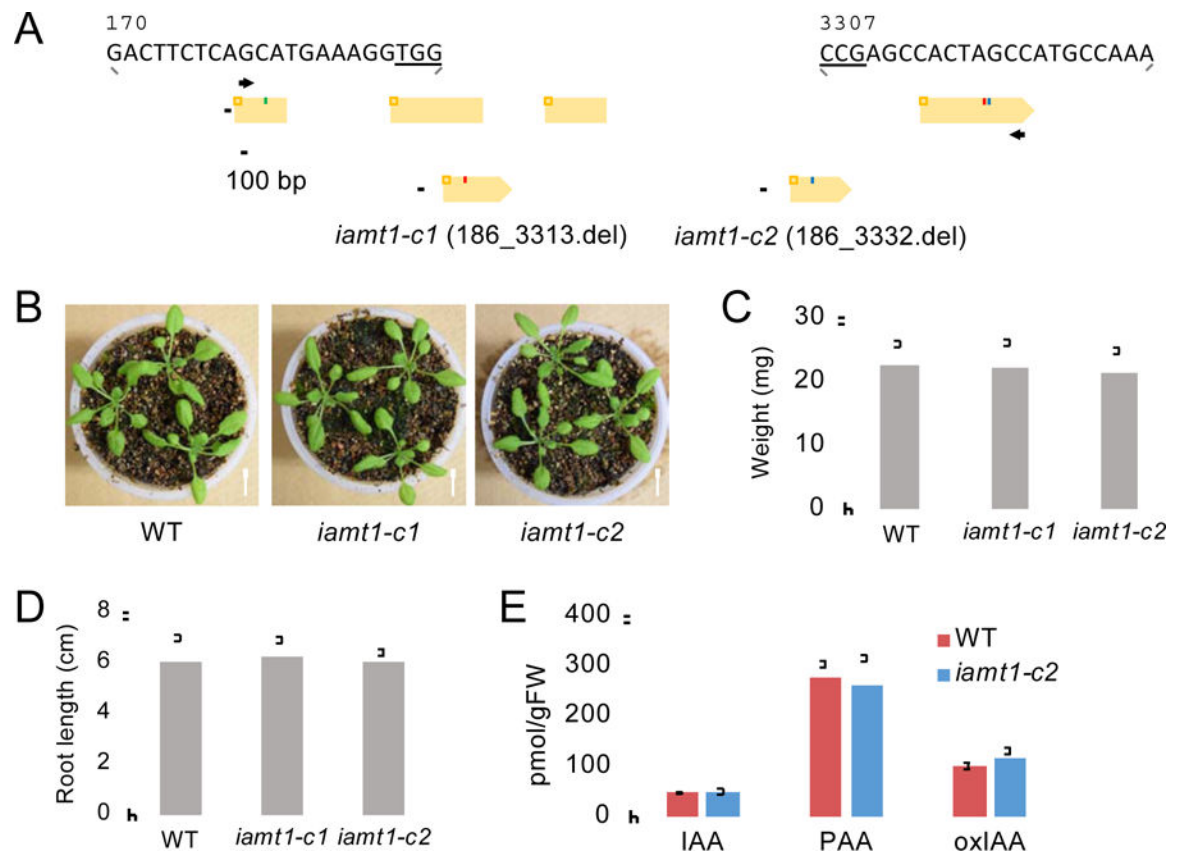 A
170
GACTTCTCAGCATGAAAGGTGG
3307
CCGAGCCACTAGCCATGCCAAA
100 bp
iamt1-c1 (186_3313.del)
iamt1-c2 (186_3332.del)
B
WT
iamt1-c1
iamt1-c2
C
Weight (mg)
30
20
10
0
WT
iamt1-c1
iamt1-c2
D
Root length (cm)
8
6
4
2
0
WT
iamt1-c1
iamt1-c2
E
pmol/gFW
400
300
200
100
0
WT
iamt1-c2
IAA
PAA
oxIAA